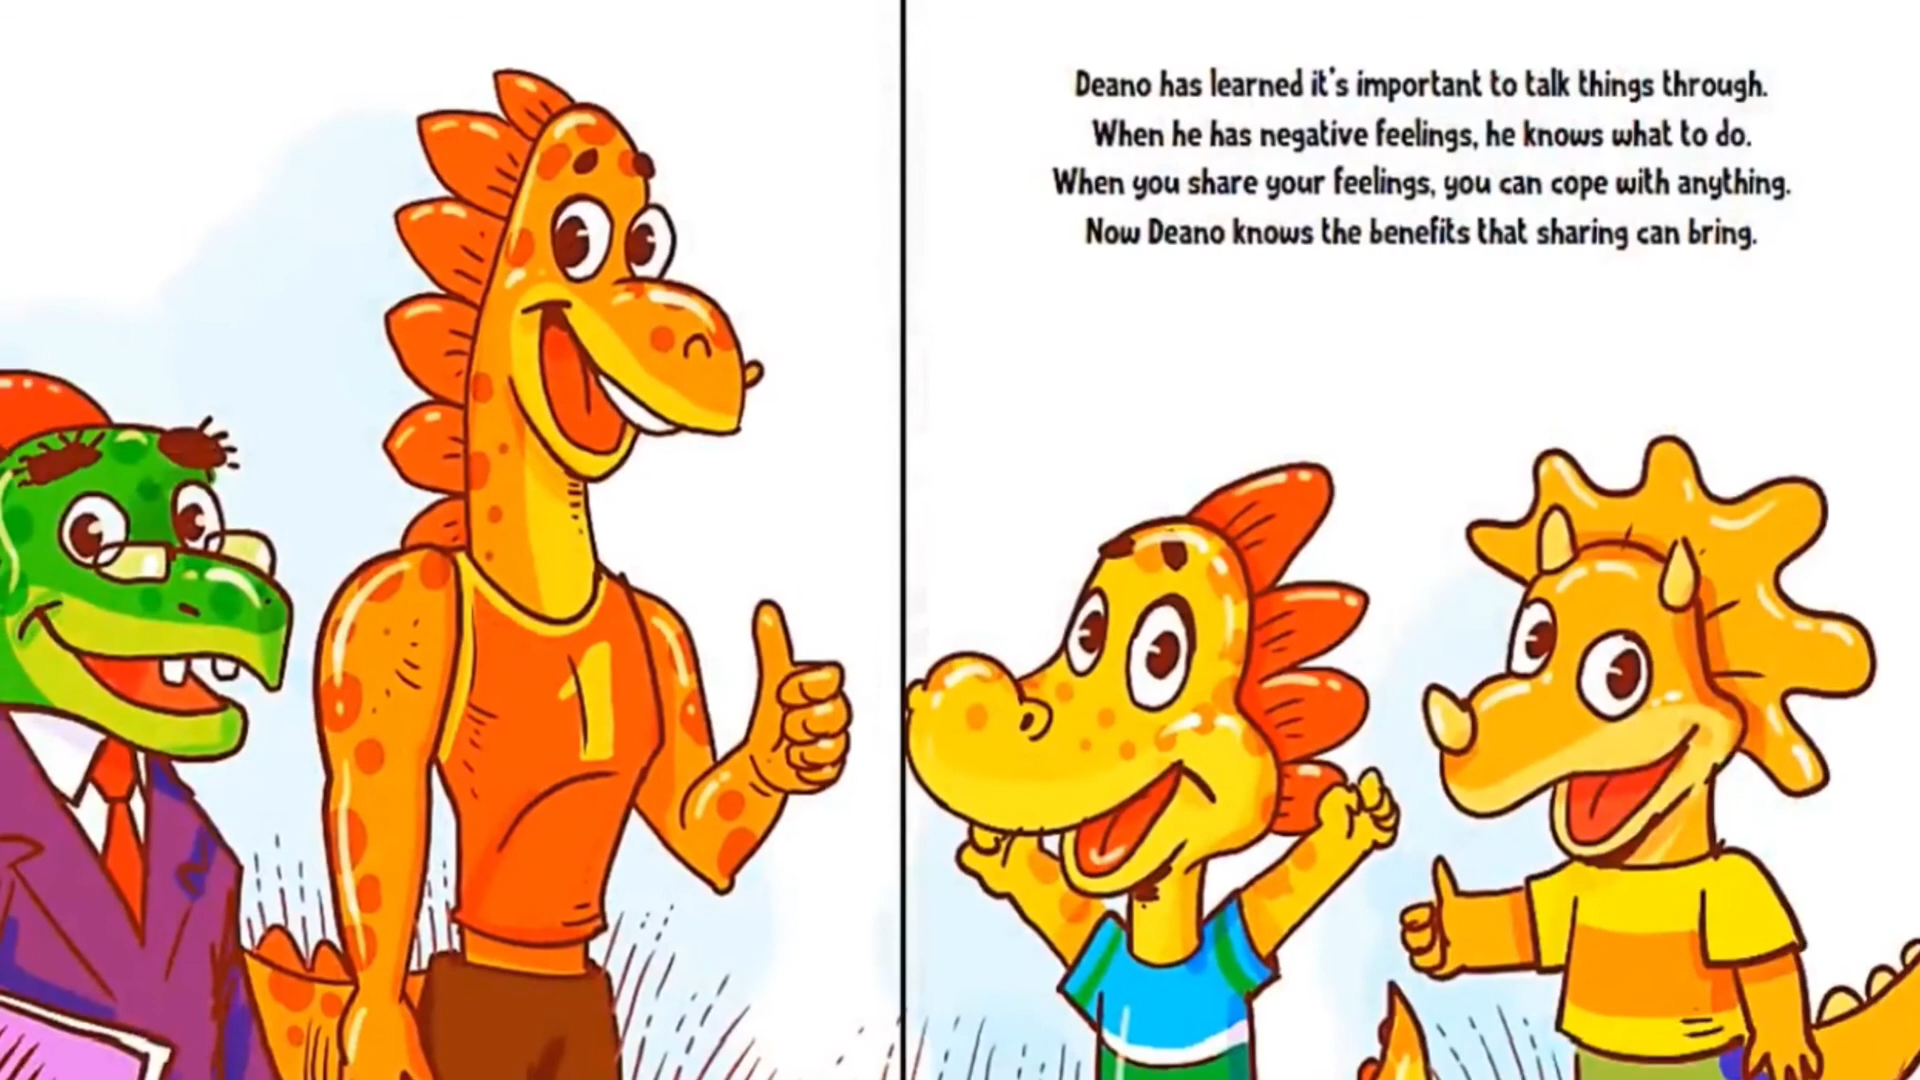 1
Deano has learned it's important to talk things through.
When he has negative feelings, he knows what to do.
When you share your feelings, you can cope with anything.
Now Deano knows the benefits that sharing can bring.